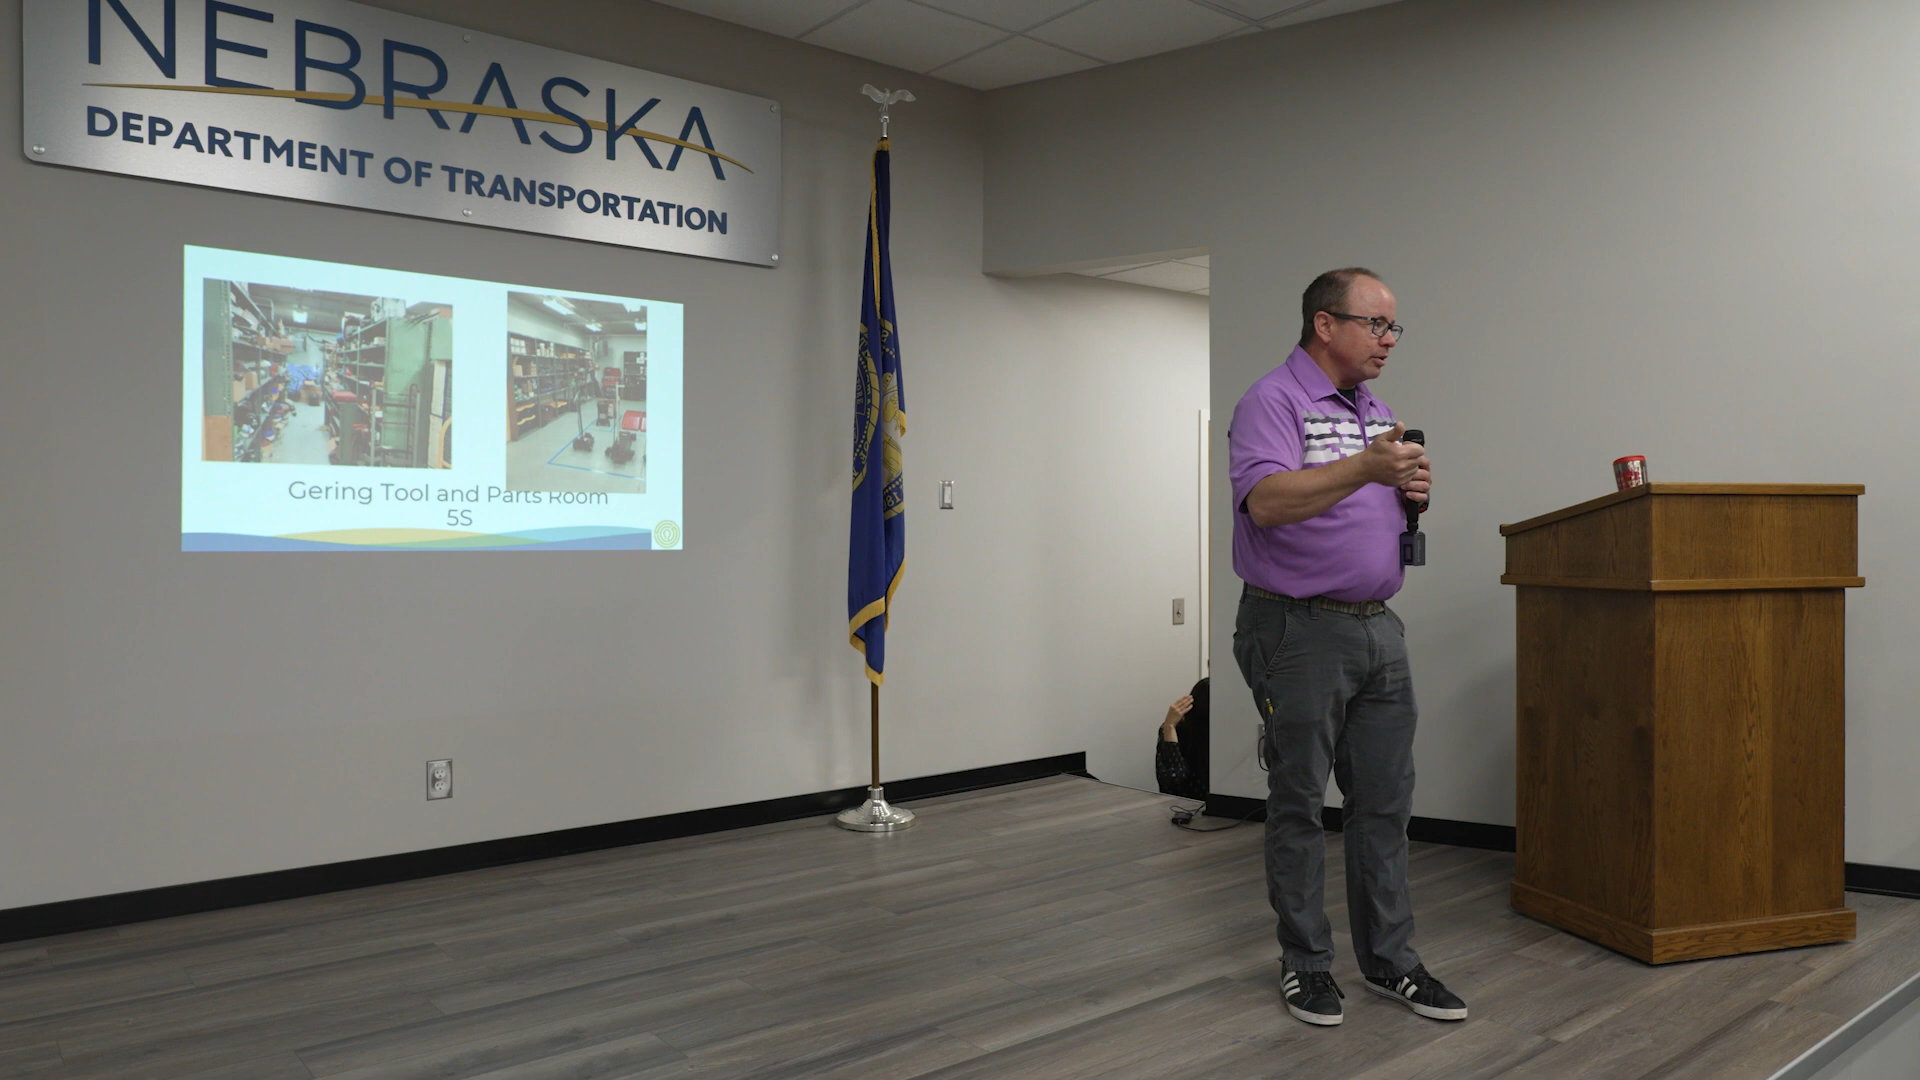 NEBRASKA
DEPARTMENT OF TRANSPORTATION
Gering Tool and Parts Room
5S